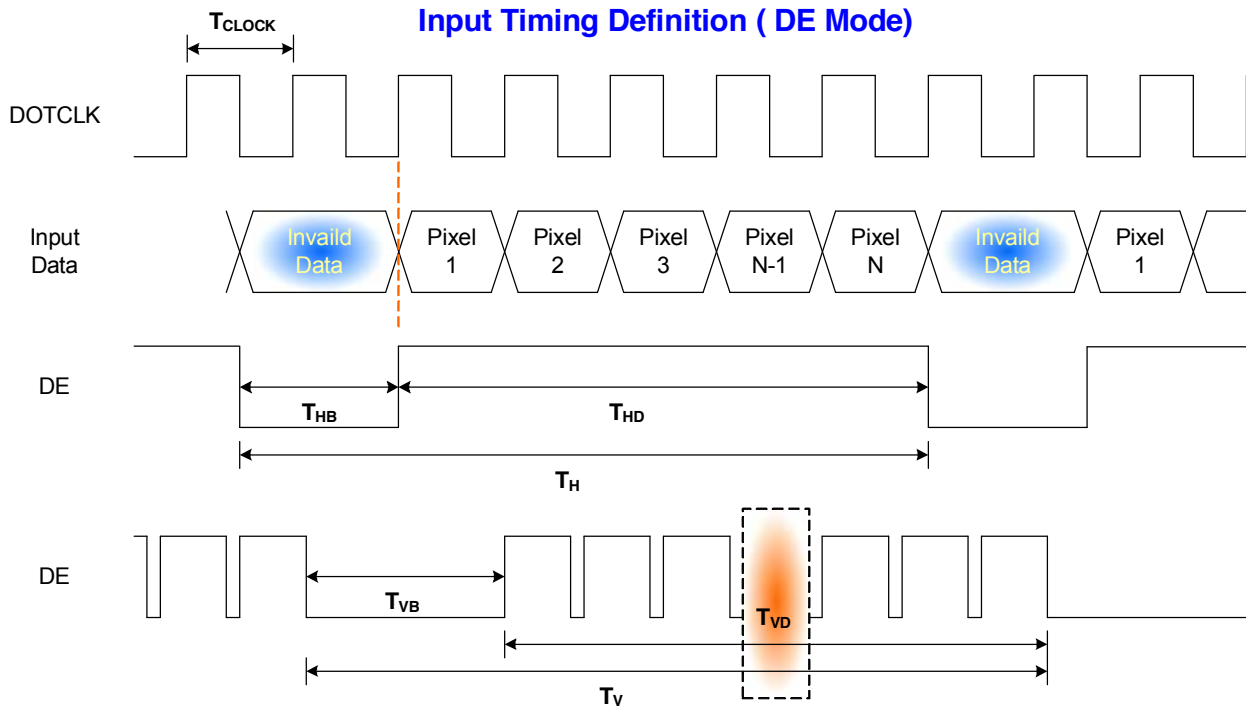 Input Timing Definition ( DE Mode)
TCLOCK
DOTCLK
Input
Data
Invaild
Data
Pixel
1
Pixel
2
Pixel
3
Pixel
N-1
Pixel
N
Invaild
Data
Pixel
1
DE
THB
THD
TH
DE
TVB
TVD
TV